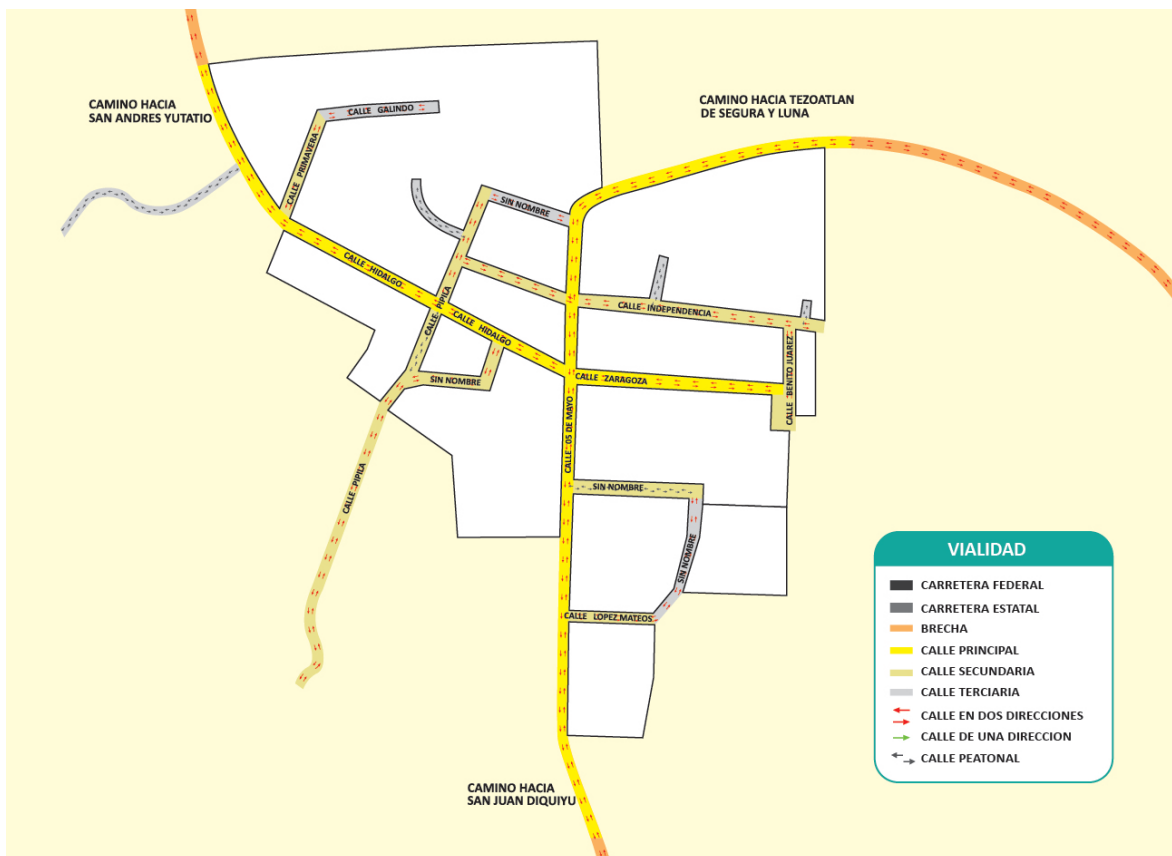 CAMINO HACIA
SAN ANDRES YUTATIO
CAMINO HACIA TEZOATLAN
DE SEGURA Y LUNA
CALLE GALINDO
CALLE PRIMAVERA
SIN NOMBRE
CALLE HIDALGO
CALLE PIPILA
CALLE HIDALGO
CALLE INDEPENDENCIA
SIN NOMBRE
CALLE ZARAGOZA
CALLE BENITO JUAREZ
CALLE 05 DE MAYO
CALLE PIPILA
SIN NOMBRE
SIN NOMBRE
CALLE LOPEZ MATEOS
CAMINO HACIA
SAN JUAN DIQUIYU
VIALIDAD
CARRETERA FEDERAL
CARRETERA ESTATAL
BRECHA
CALLE PRINCIPAL
CALLE SECUNDARIA
CALLE TERCIARIA
CALLE EN DOS DIRECCIONES
CALLE DE UNA DIRECCION
CALLE PEATONAL